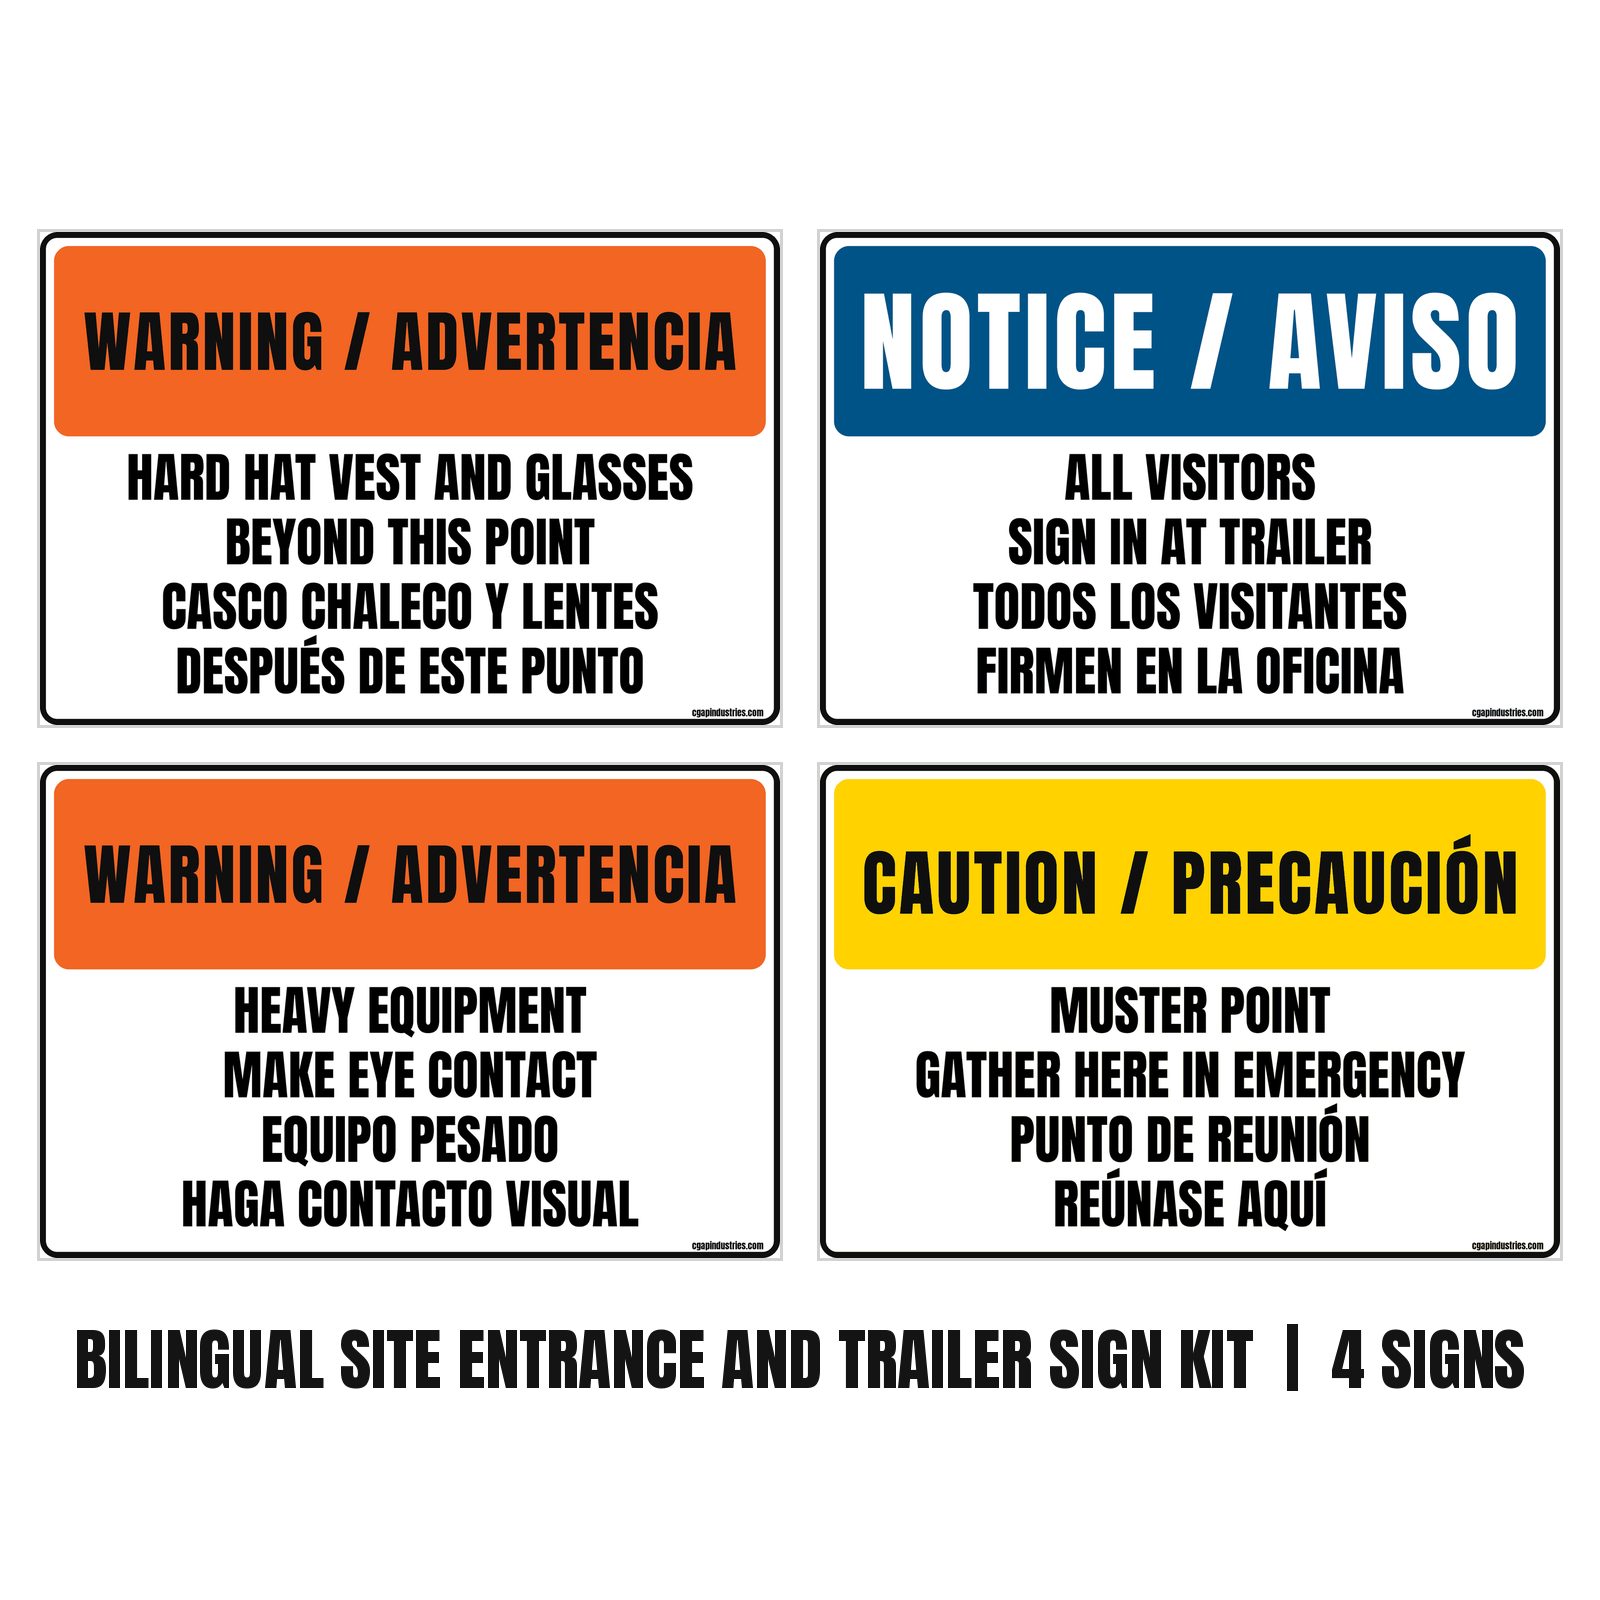 WARNING / ADVERTENCIA
HARD HAT VEST AND GLASSES
BEYOND THIS POINT
CASCO CHALECO Y LENTES
DESPUÉS DE ESTE PUNTO
cgapindustries.com
NOTICE / AVISO
ALL VISITORS
SIGN IN AT TRAILER
TODOS LOS VISITANTES
FIRMEN EN LA OFICINA
cgapindustries.com
WARNING / ADVERTENCIA
HEAVY EQUIPMENT
MAKE EYE CONTACT
EQUIPO PESADO
HAGA CONTACTO VISUAL
cgapindustries.com
CAUTION / PRECAUCIÓN
MUSTER POINT
GATHER HERE IN EMERGENCY
PUNTO DE REUNIÓN
REÚNASE AQUÍ
cgapindustries.com
BILINGUAL SITE ENTRANCE AND TRAILER SIGN KIT | 4 SIGNS